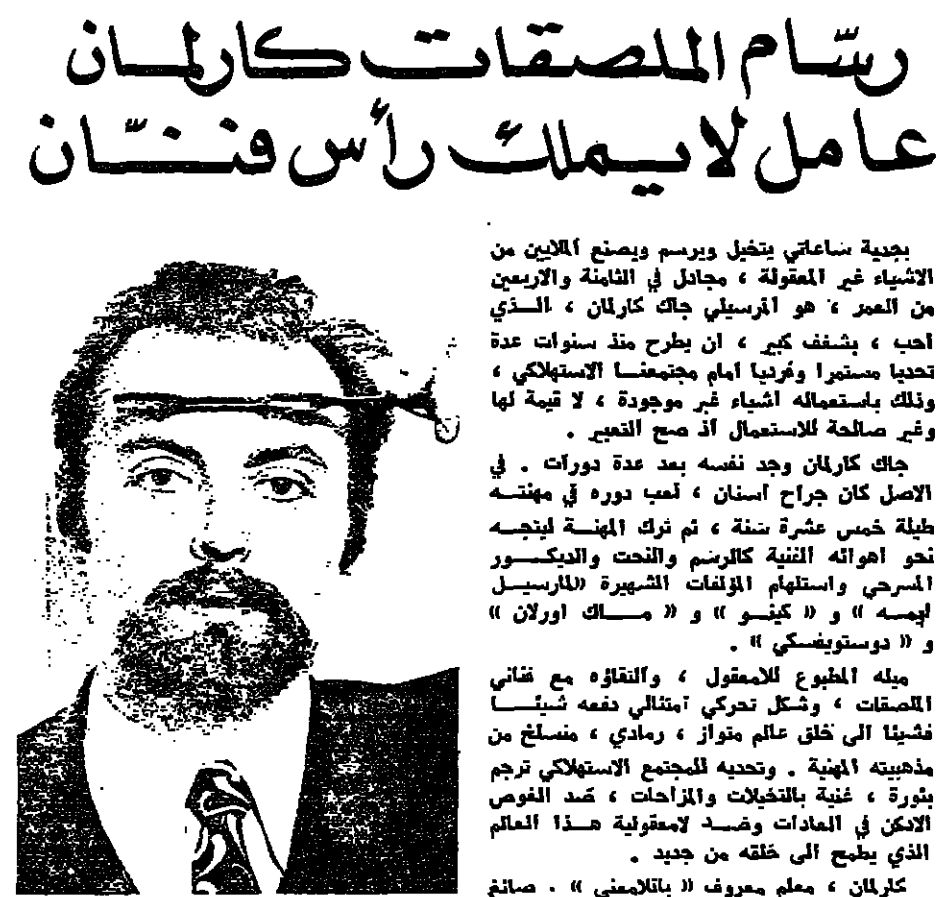 رسّام الملصقات كارلمان
عامل لا يملك رأس فنّان
بجدية ساعاتي يتخيل ويرسم ويصنع الملايين من
الاشياء غير المعقولة ، مجادل في الثامنة والاربعين
من العمر ، هو المرسيلي جاك كارلمان ، الذي
احب ، بشغف كبير ، ان يطرح منذ سنوات عدة
تحديا مستمرا وفرديا امام مجتمعنا الاستهلاكي ،
وذلك باستعماله اشياء غير موجودة ، لا قيمة لها
وغير صالحة للاستعمال اذ صح التعبير .
جاك كارلمان وجد نفسه بعد عدة دورات . في
الاصل كان جراح اسنان ، لعب دوره في مهنته
طيلة خمس عشرة سنة ، ثم ترك المهنة ليتجه
نحو اهوائه الفنية كالرسم والنحت والديكور
المسرحي واستلهام المؤلفات الشهيرة «لمارسيل
ايمه » و « كينو » و « ماك اورلان »
و « دوستويفسكي » .
ميله المطبوع للامعقول ، والتقاؤه مع فناني
الملصقات ، وشكل تحركي امتثالي دفعه شيئا
فشيئا الى خلق عالم متواز ، رمادي ، منسلخ من
مذهبيته المهنية . وتحديه للمجتمع الاستهلاكي ترجم
بثورة ، غنية بالتخيلات والمزاحات ، ضد الغوص
الادكن في العادات وضد لامعقولية هذا العالم
الذي يطمح الى خلقه من جديد .
كارلمان ، معلم معروف « باللامعنى » . صانع